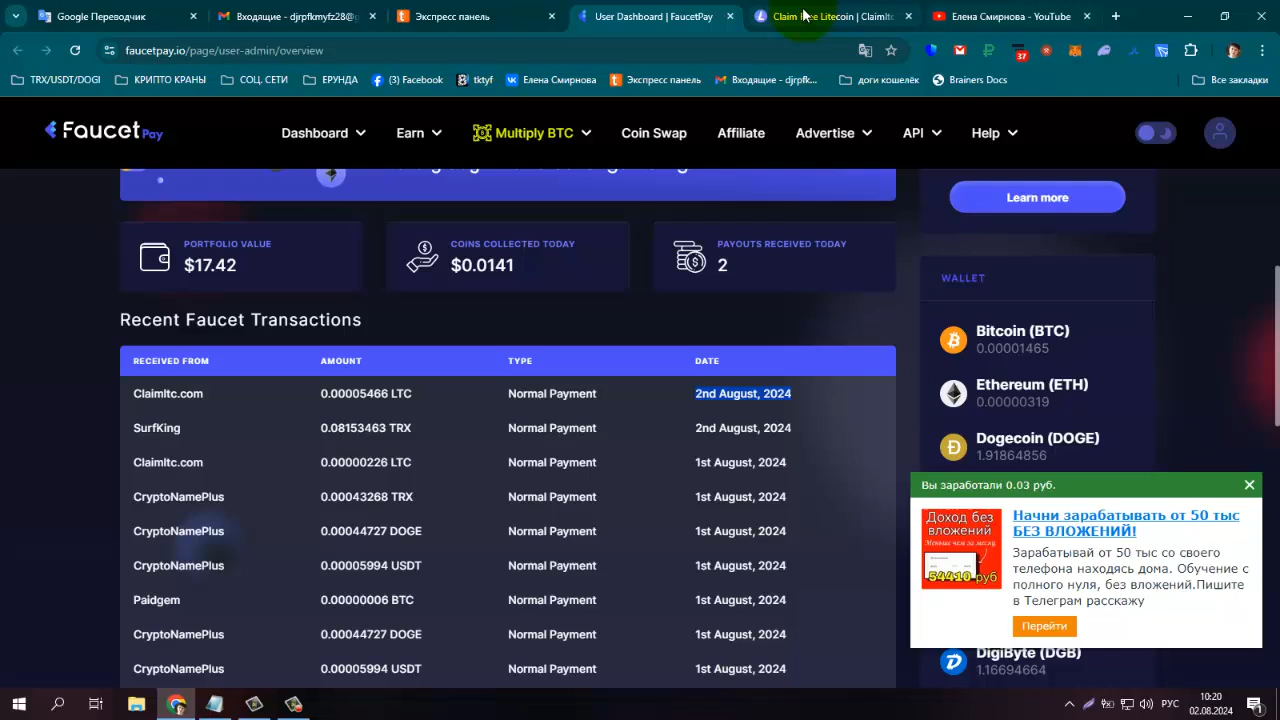 Google Переводчик
Входящие - djrpfkmyfz28@g
Экспресс панель
User Dashboard | FaucetPay
Claim Free Litecoin | Claimltc
Елена Смирнова - YouTube
faucetpay.io/page/user-admin/overview
37
TRX/USDT/DOGI
КРИПТО КРАНЫ
СОЦ. СЕТИ
ЕРУНДА
(3) Facebook
tktyf
Елена Смирнова
Экспресс панель
Входящие - djrpfk...
доги кошелёк
Brainers Docs
Все закладки
Faucet Pay
Dashboard
Earn
Multiply BTC
Coin Swap
Affiliate
Advertise
API
Help
Learn more
PORTFOLIO VALUE
$17.42
COINS COLLECTED TODAY
$0.0141
PAYOUTS RECEIVED TODAY
2
Recent Faucet Transactions
RECEIVED FROM AMOUNT TYPE DATE
Claimltc.com 0.00005466 LTC Normal Payment 2nd August, 2024
SurfKing 0.08153463 TRX Normal Payment 2nd August, 2024
Claimltc.com 0.00000226 LTC Normal Payment 1st August, 2024
CryptoNamePlus 0.00043268 TRX Normal Payment 1st August, 2024
CryptoNamePlus 0.00044727 DOGE Normal Payment 1st August, 2024
CryptoNamePlus 0.00005994 USDT Normal Payment 1st August, 2024
Paidgem 0.00000006 BTC Normal Payment 1st August, 2024
CryptoNamePlus 0.00044727 DOGE Normal Payment 1st August, 2024
CryptoNamePlus 0.00005994 USDT Normal Payment 1st August, 2024
WALLET
Bitcoin (BTC)
0.00001465
Ethereum (ETH)
0.00000319
Dogecoin (DOGE)
1.91864856
Вы заработали 0.03 руб.
Доход без
вложений
Меньше чем за месяц
54410 руб
Начни зарабатывать от 50 тыс
БЕЗ ВЛОЖЕНИЙ!
Зарабатывай от 50 тыс со своего
телефона находясь дома. Обучение с
полного нуля, без вложений.Пишите
в Телеграм расскажу
Перейти
DigiByte (DGB)
1.16694664
РУС
10:20
02.08.2024
1